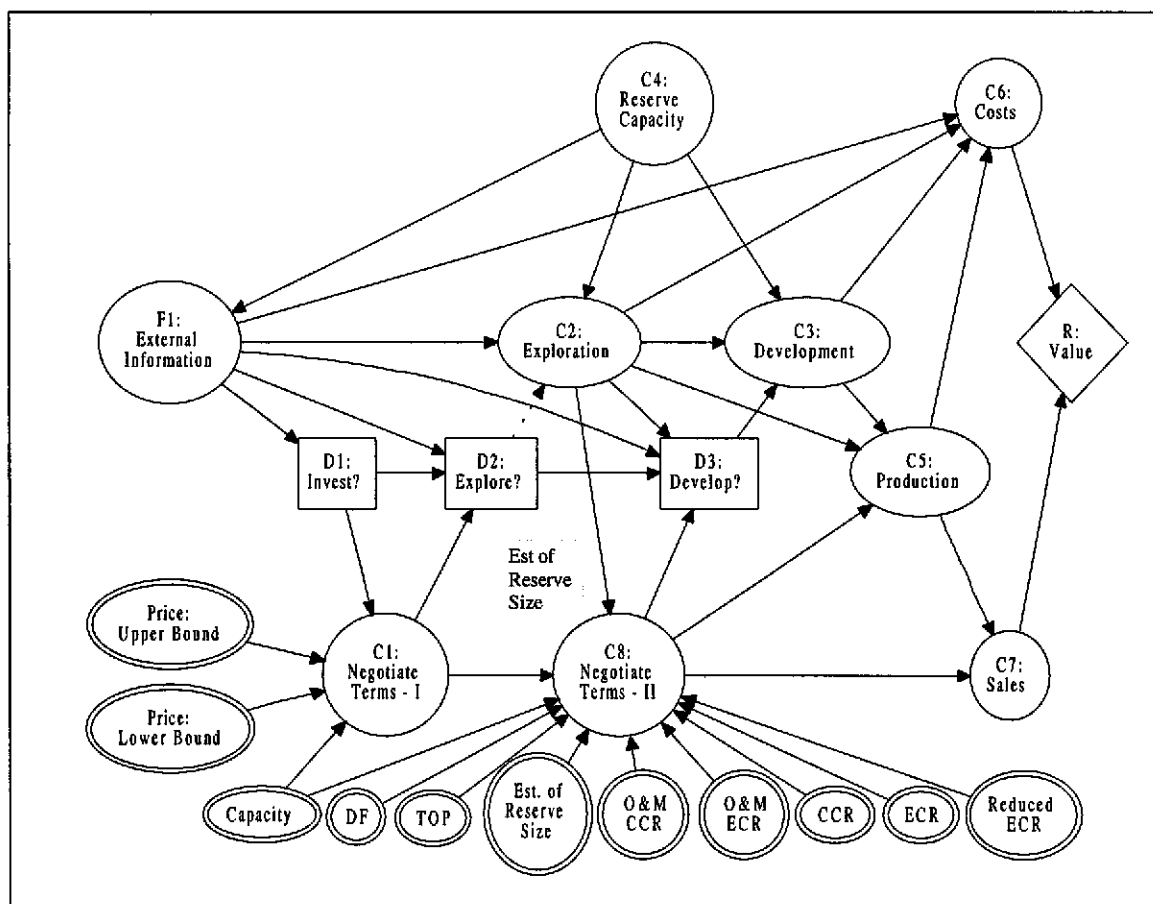 C4:
Reserve
Capacity
C6:
Costs
F1:
External
Information
C2:
Exploration
C3:
Development
R:
Value
D1:
Invest?
D2:
Explore?
D3:
Develop?
C5:
Production
Est of
Reserve
Size
Price:
Upper Bound
C1:
Negotiate
Terms - I
C8:
Negotiate
Terms - II
C7:
Sales
Price:
Lower Bound
Capacity
DF
TOP
Est. of
Reserve
Size
O&M
CCR
O&M
ECR
CCR
ECR
Reduced
ECR